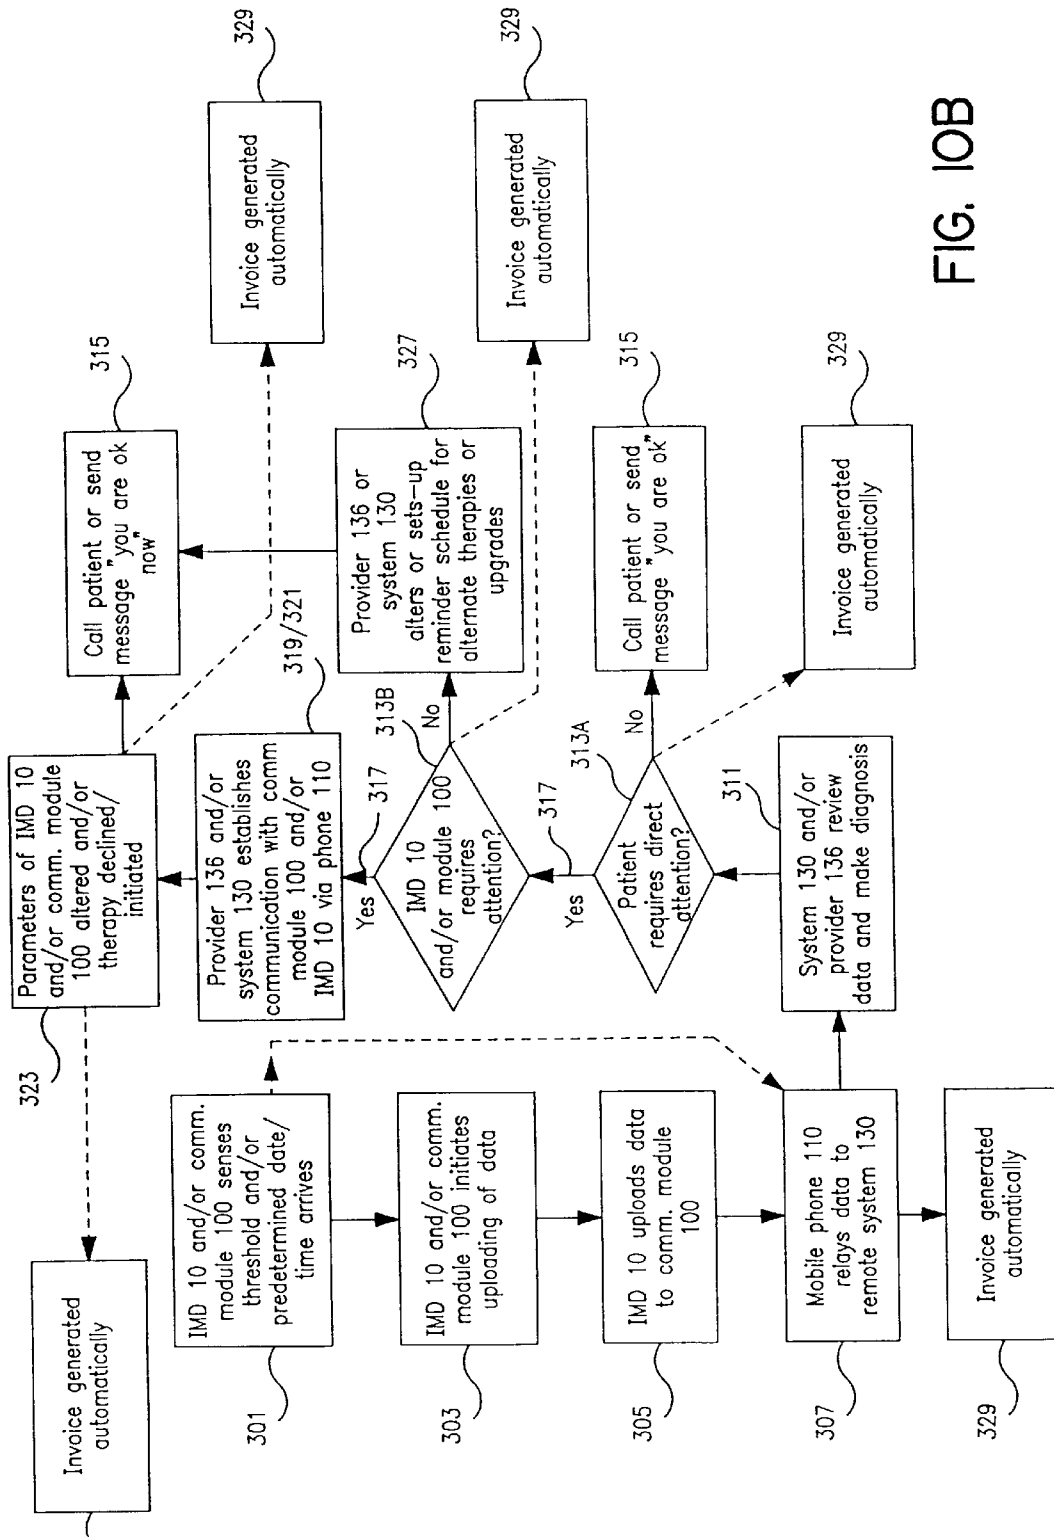 Invoice generated
automatically
323
Parameters of IMD 10
and/or comm. module
100 altered and/or
therapy declined/
initiated
Call patient or send
message "you are ok
now"
315
Invoice generated
automatically
329
301
IMD 10 and/or comm.
module 100 senses
threshold and/or
predetermined date/
time arrives
Provider 136 and/or
system 130 establishes
communication with comm
module 100 and/or
IMD 10 via phone 110
319/321
Yes
317
303
IMD 10 and/or comm.
module 100 initiates
uploading of data
IMD 10
and/or module 100
requires
attention?
313B
No
Provider 136 or
system 130
alters or sets-up
reminder schedule for
alternate therapies or
upgrades
327
Invoice generated
automatically
329
Yes
317
305
IMD 10 uploads data
to comm. module
100
Patient
requires direct
attention?
313A
No
Call patient or send
message "you are ok"
315
307
Mobile phone 110
relays data to
remote system 130
System 130 and/or
provider 136 review
data and make diagnosis
311
Invoice generated
automatically
329
329
Invoice generated
automatically
FIG. 10B